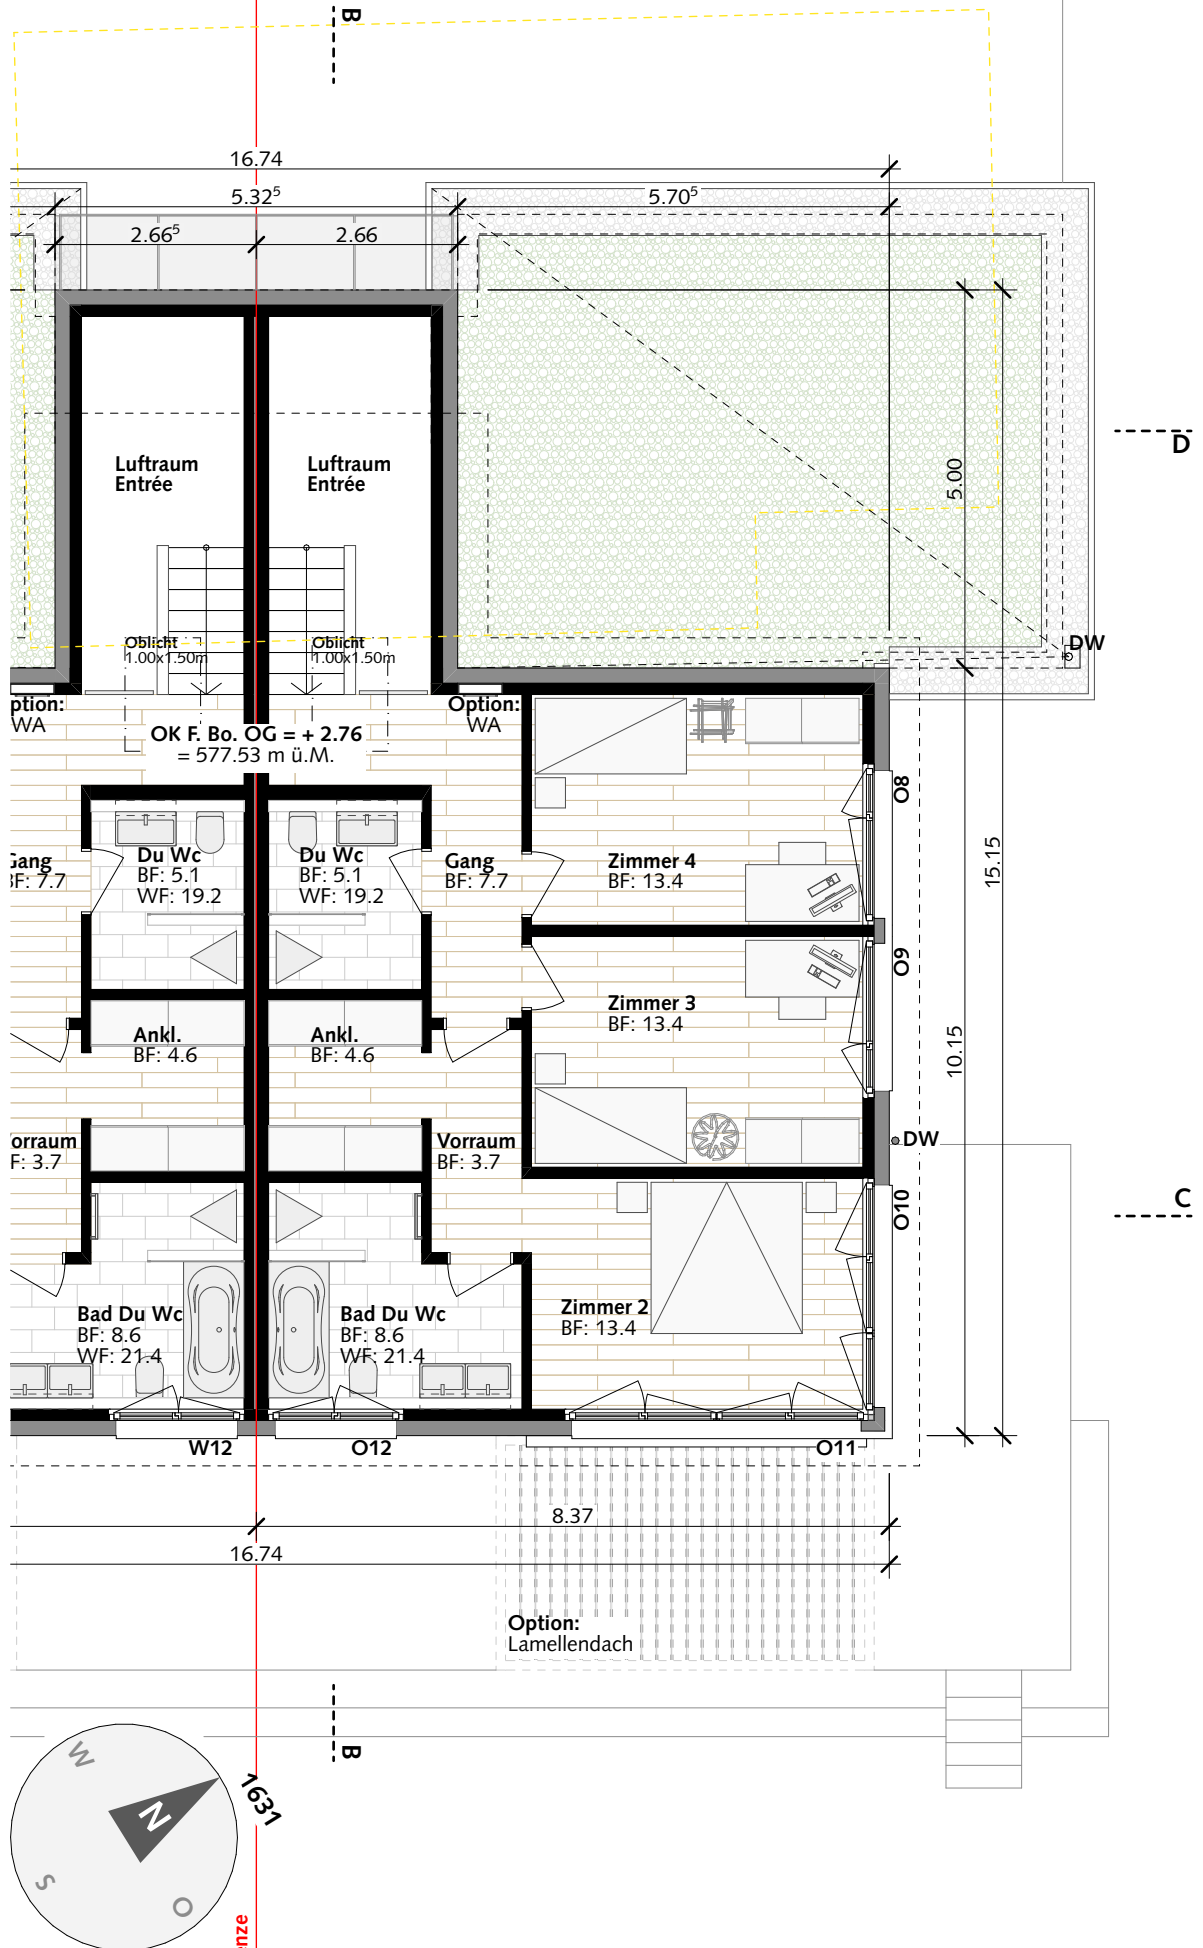 B
16.74
5.32⁵
5.70⁵
2.66⁵
2.66
Luftraum
Entrée
Luftraum
Entrée
5.00
D
Oblicht
1.00x1.50m
Oblicht
1.00x1.50m
DW
ption:
WA
Option:
WA
OK F. Bo. OG = + 2.76
= 577.53 m ü.M.
O8
Gang
BF: 7.7
Du Wc
BF: 5.1
WF: 19.2
Du Wc
BF: 5.1
WF: 19.2
Gang
BF: 7.7
Zimmer 4
BF: 13.4
15.15
O9
Zimmer 3
BF: 13.4
Ankl.
BF: 4.6
Ankl.
BF: 4.6
10.15
orraum
F: 3.7
Vorraum
BF: 3.7
DW
C
O10
Bad Du Wc
BF: 8.6
WF: 21.4
Bad Du Wc
BF: 8.6
WF: 21.4
Zimmer 2
BF: 13.4
W12
O12
O11
8.37
16.74
Option:
Lamellendach
B
W
N
S
O
1631
nze